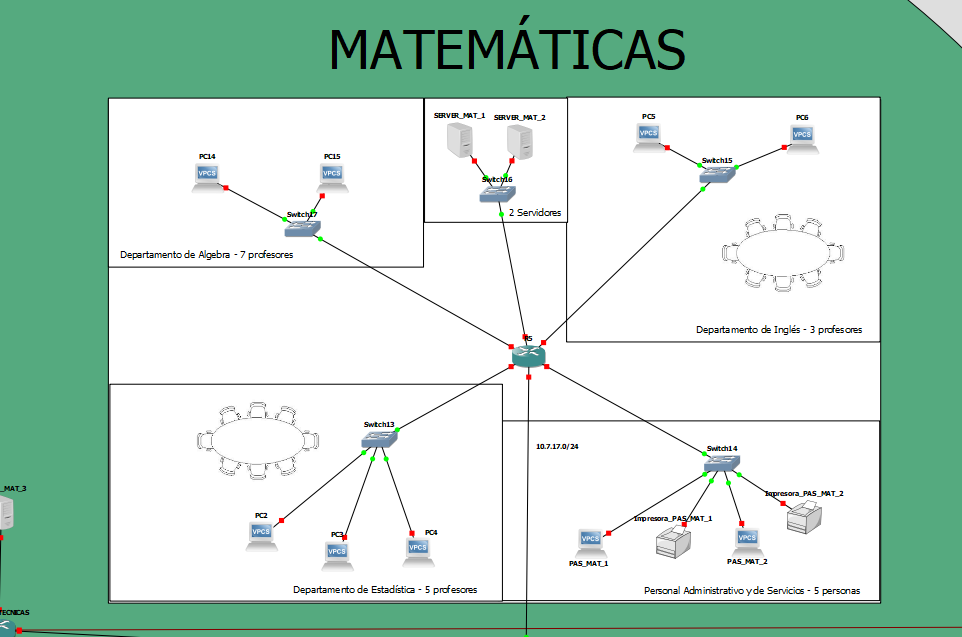 MATEMÁTICAS
SERVER_MAT_1
SERVER_MAT_2
PC5
PC6
PC14
PC15
VPCS
VPCS
VPCS
VPCS
Switch15
Switch16
Switch17
2 Servidores
Departamento de Algebra - 7 profesores
Departamento de Inglés - 3 profesores
R5
Switch13
10.7.17.0/24
Switch14
_MAT_3
Impresora_PAS_MAT_2
PC2
VPCS
Impresora_PAS_MAT_1
PC3
PC4
VPCS
VPCS
VPCS
VPCS
PAS_MAT_1
PAS_MAT_2
Departamento de Estadística - 5 profesores
Personal Administrativo y de Servicios - 5 personas
TECNICAS